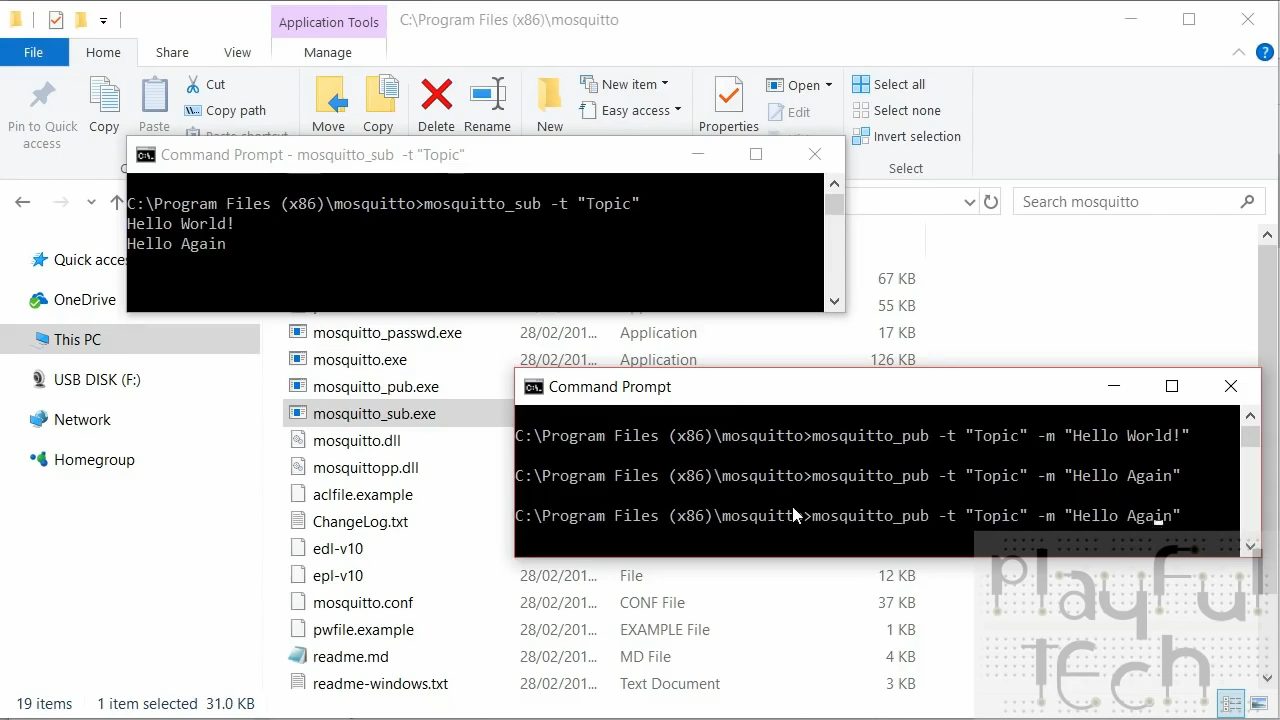 Application Tools
C:\Program Files (x86)\mosquitto
File
Home
Share
View
Manage
Pin to Quick access
Copy
Paste
Cut
Copy path
Paste shortcut
Move
Copy
Delete
Rename
New
New item
Easy access
Properties
Open
Edit
Select all
Select none
Invert selection
Select
Command Prompt - mosquitto_sub  -t "Topic"
C:\Program Files (x86)\mosquitto>mosquitto_sub -t "Topic"
Hello World!
Hello Again
Search mosquitto
Quick acce
OneDrive
This PC
USB DISK (F:)
Network
Homegroup
67 KB
55 KB
mosquitto_passwd.exe 28/02/201... Application 17 KB
mosquitto.exe 28/02/201... Application 126 KB
mosquitto_pub.exe
mosquitto_sub.exe
mosquitto.dll
mosquittopp.dll
aclfile.example
ChangeLog.txt
edl-v10
epl-v10 28/02/201... File 12 KB
mosquitto.conf 28/02/201... CONF File 37 KB
pwfile.example 28/02/201... EXAMPLE File 1 KB
readme.md 28/02/201... MD File 4 KB
readme-windows.txt 28/02/201... Text Document 3 KB
Command Prompt
C:\Program Files (x86)\mosquitto>mosquitto_pub -t "Topic" -m "Hello World!"
C:\Program Files (x86)\mosquitto>mosquitto_pub -t "Topic" -m "Hello Again"
C:\Program Files (x86)\mosquitto>mosquitto_pub -t "Topic" -m "Hello Again"
19 items
1 item selected 31.0 KB
playful
tech